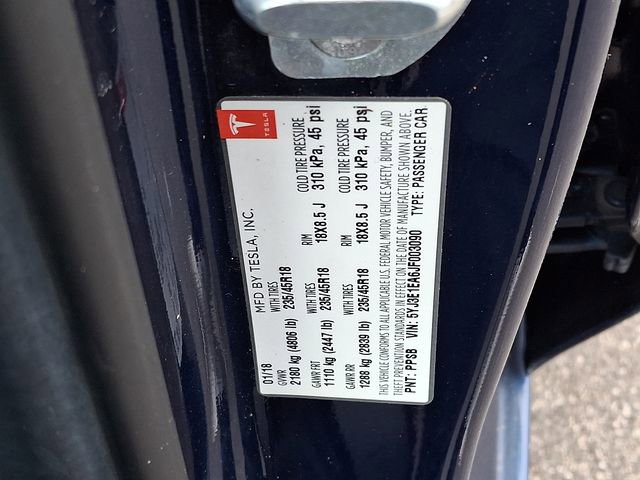 TESLA
MFD BY TESLA, INC.
01/18
GVWR WITH TIRES RIM COLD TIRE PRESSURE
2180 kg (4806 lb) 235/45R18 18X8.5 J 310 kPa, 45 psi
GAWR FRT WITH TIRES
1110 kg (2447 lb) 235/45R18
GAWR RR WITH TIRES RIM COLD TIRE PRESSURE
1288 kg (2839 lb) 235/45R18 18X8.5 J 310 kPa, 45 psi
THIS VEHICLE CONFORMS TO ALL APPLICABLE U.S. FEDERAL MOTOR VEHICLE SAFETY, BUMPER, AND
THEFT PREVENTION STANDARDS IN EFFECT ON THE DATE OF MANUFACTURE SHOWN ABOVE.
PNT: PPSB VIN: 5YJ3E1EA6JF003090 TYPE: PASSENGER CAR